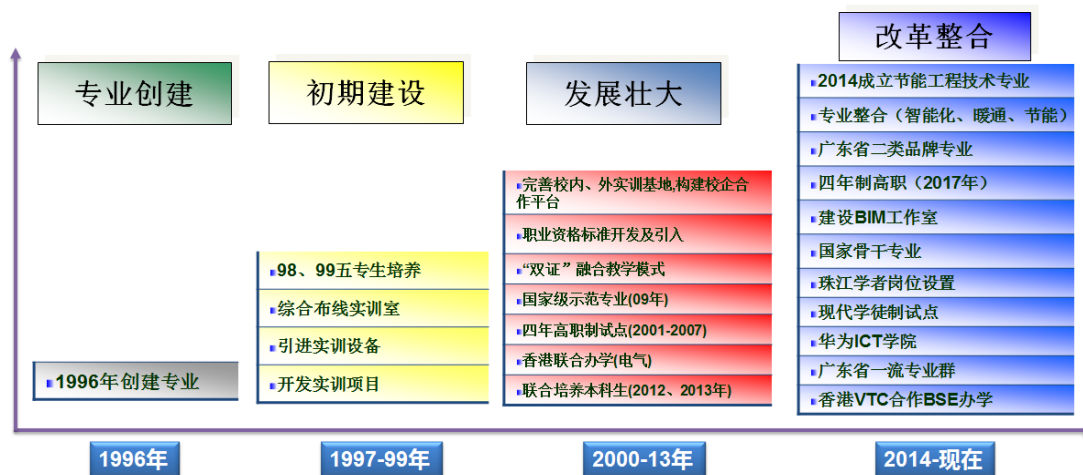 专业创建
1996年创建专业
1996年
初期建设
98、99五专生培养
综合布线实训室
引进实训设备
开发实训项目
1997-99年
发展壮大
完善校内、外实训基地,构建校企合
作平台
职业资格标准开发及引入
“双证”融合教学模式
国家级示范专业(09年)
四年高职制试点(2001-2007)
香港联合办学(电气)
联合培养本科生(2012、2013年)
2000-13年
改革整合
2014成立节能工程技术专业
专业整合（智能化、暖通、节能）
广东省二类品牌专业
四年制高职（2017年）
建设BIM工作室
国家骨干专业
珠江学者岗位设置
现代学徒制试点
华为ICT学院
广东省一流专业群
香港VTC合作BSE办学
2014-现在